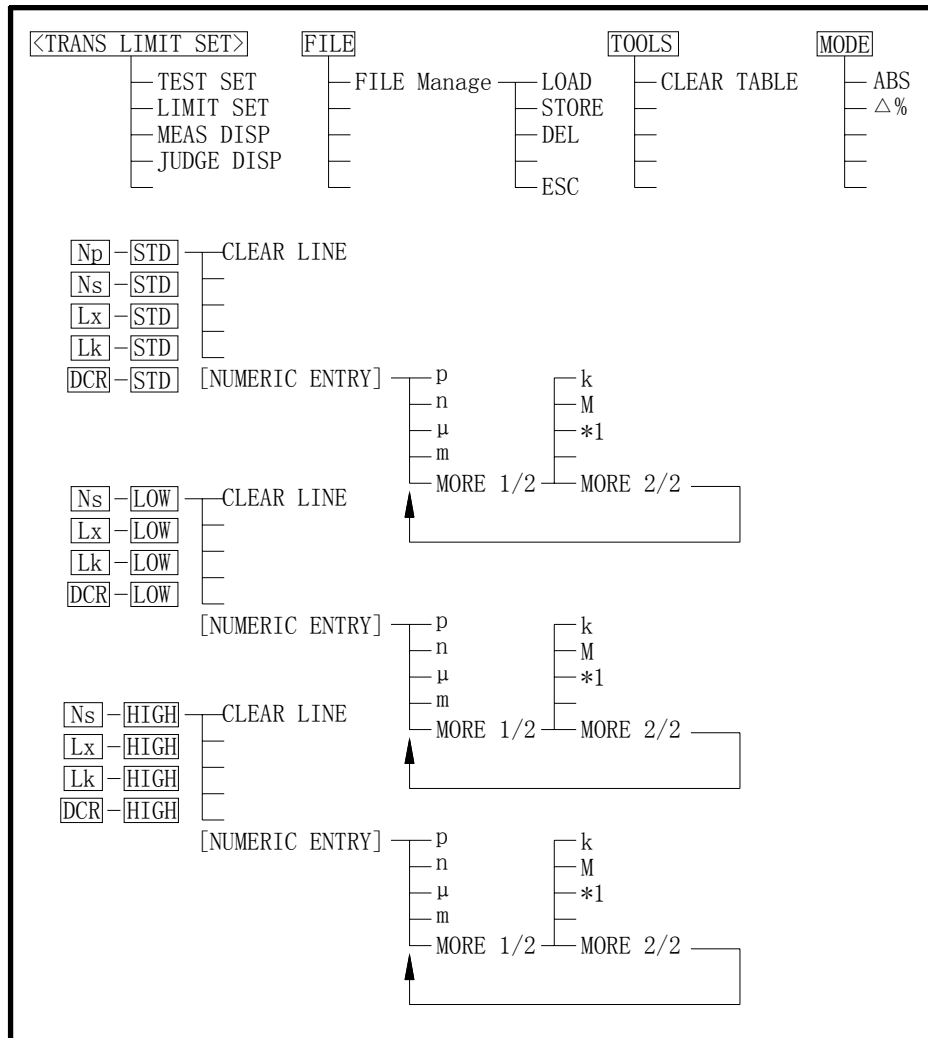 <TRANS LIMIT SET> FILE TOOLS MODE
TEST SET FILE Manage LOAD CLEAR TABLE ABS
LIMIT SET STORE △%
MEAS DISP DEL
JUDGE DISP
ESC
Np STD CLEAR LINE
Ns STD
Lx STD
Lk STD
DCR STD [NUMERIC ENTRY] p k
n M
μ *1
m
MORE 1/2 MORE 2/2
Ns LOW CLEAR LINE
Lx LOW
Lk LOW
DCR LOW
[NUMERIC ENTRY] p k
n M
μ *1
m
MORE 1/2 MORE 2/2
Ns HIGH CLEAR LINE
Lx HIGH
Lk HIGH
DCR HIGH
[NUMERIC ENTRY] p k
n M
μ *1
m
MORE 1/2 MORE 2/2